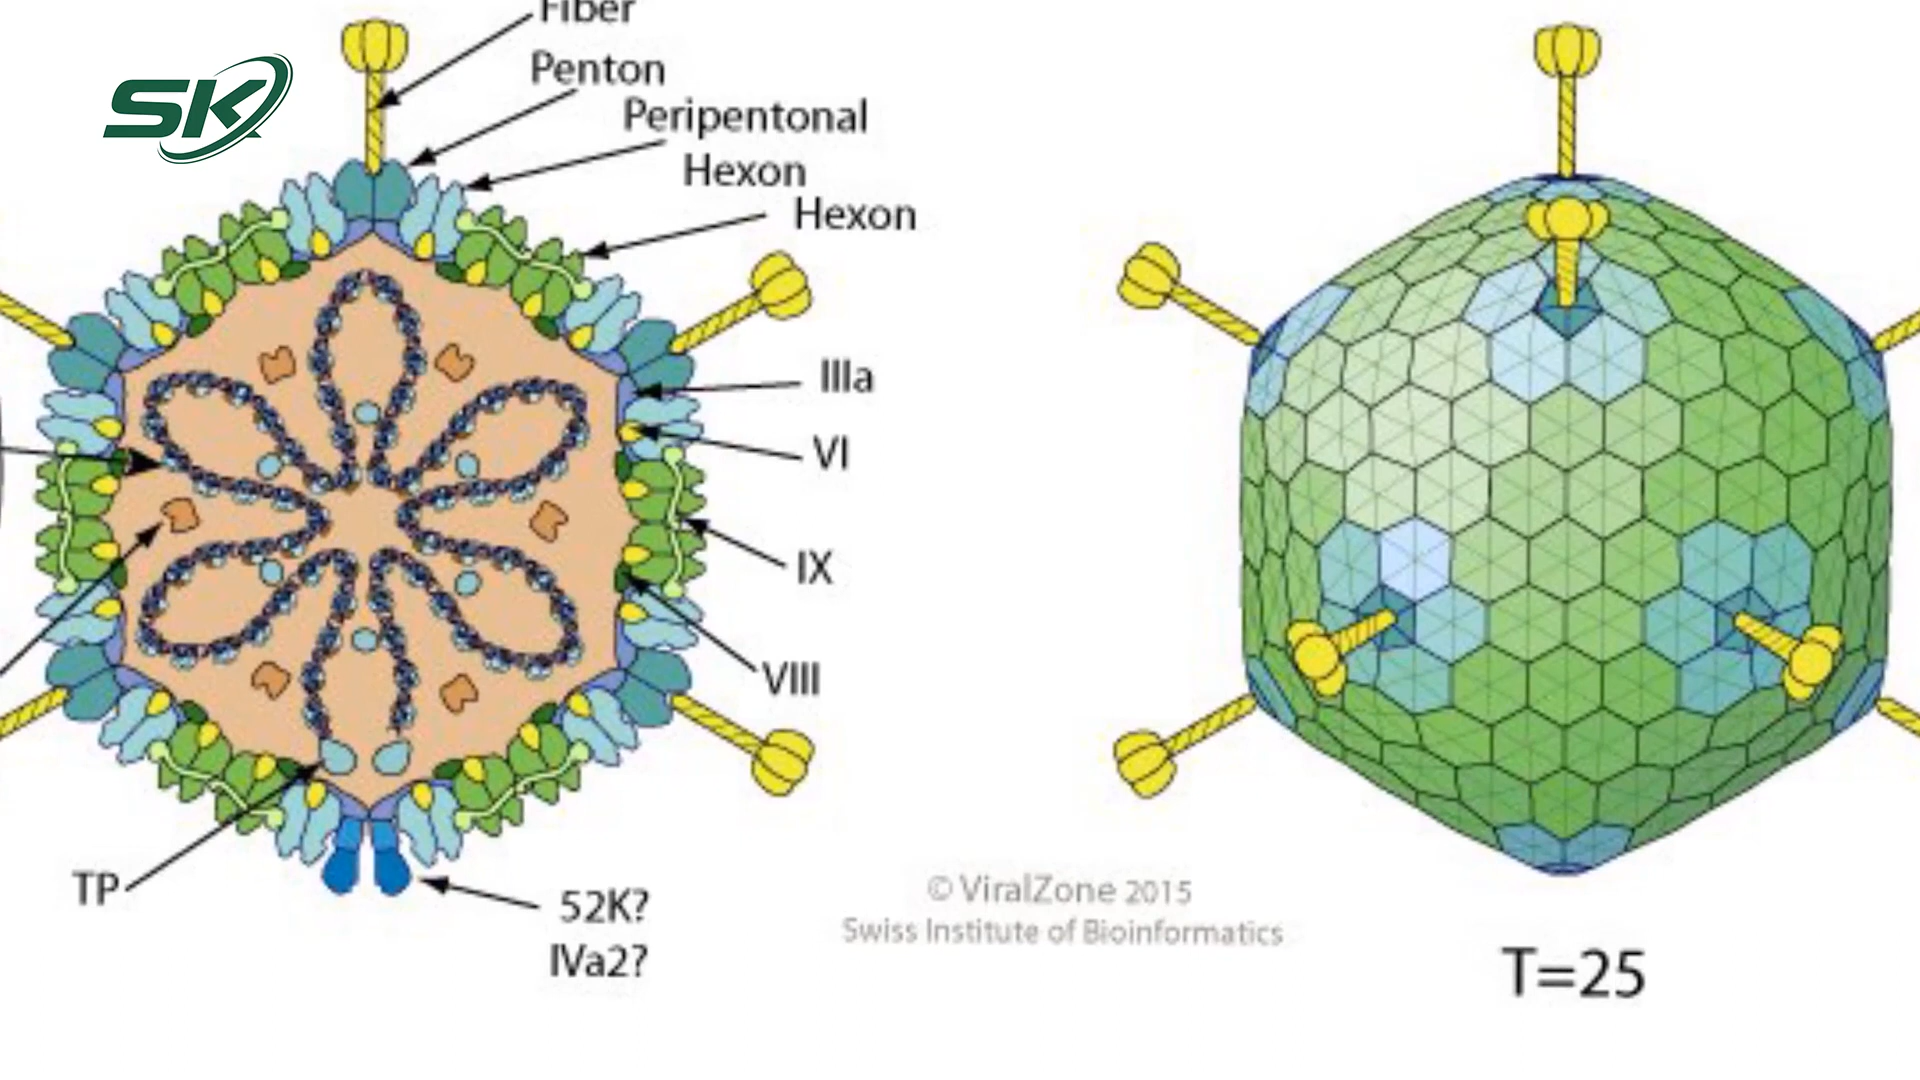 Fiber
SK
Penton
Peripentonal
Hexon
Hexon
IIIa
VI
IX
VIII
TP
52K?
IVa2?
© ViralZone 2015
Swiss Institute of Bioinformatics
T=25